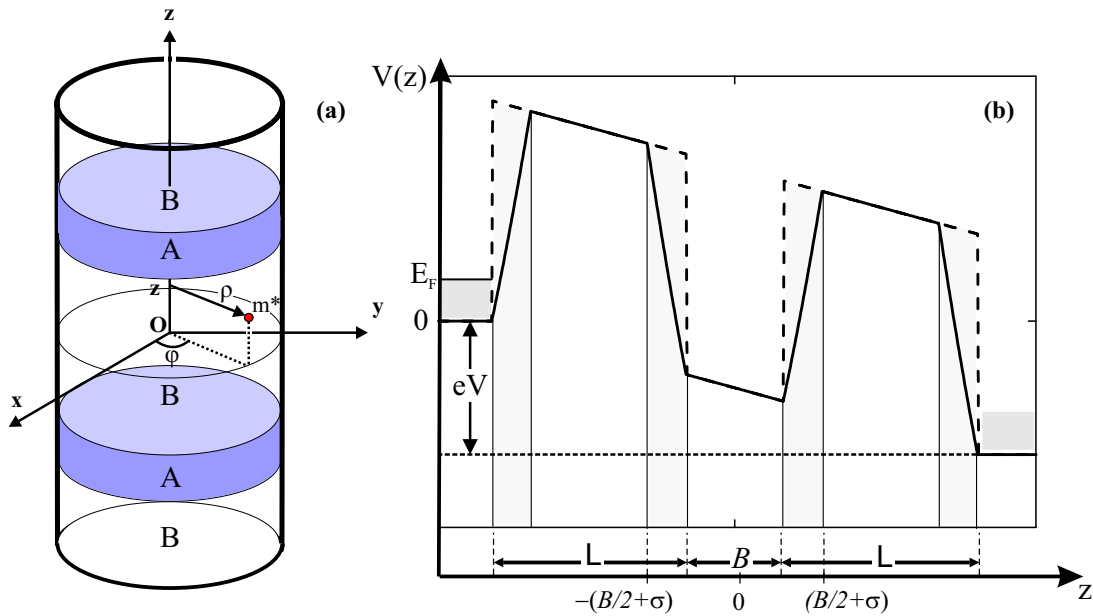 z
(a)
B
A
z
ρ
m*
O
y
φ
x
B
A
B
V(z)
(b)
E_F
0
eV
L
B
L
z
−(B/2+σ)
0
(B/2+σ)